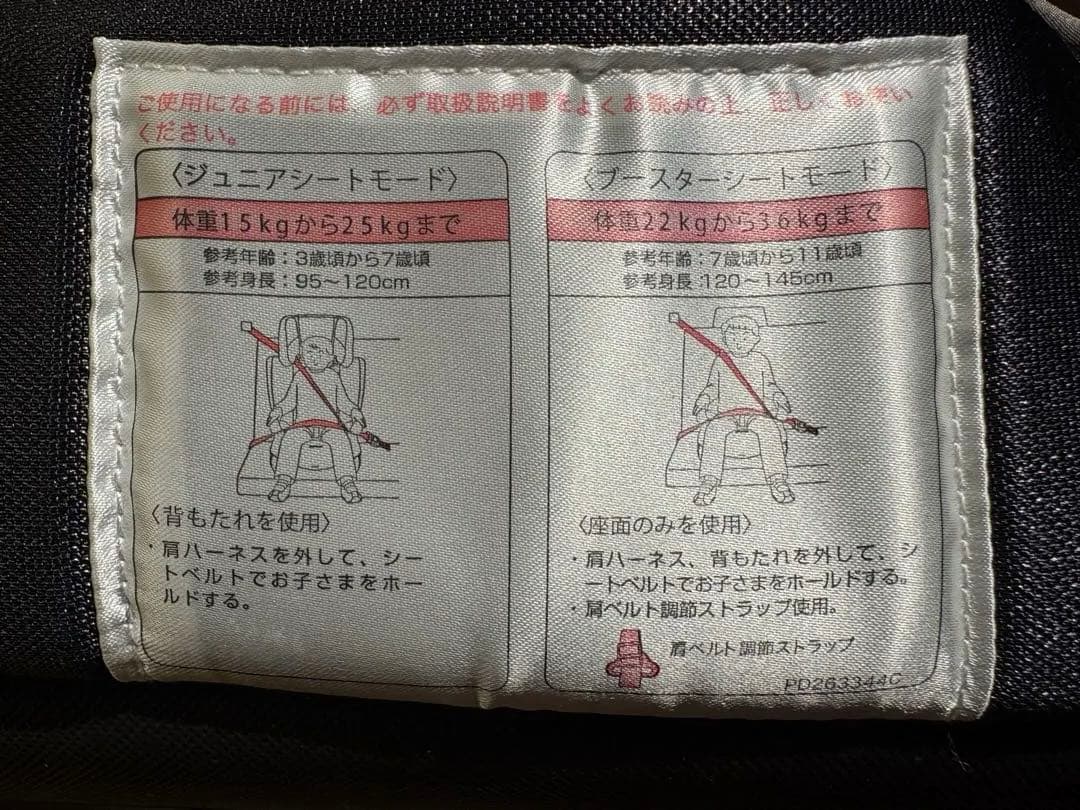 ご使用になる前には、必ず取扱説明書をよくお読みの上、正しくお使い
ください。
〈ジュニアシートモード〉
体重15kgから25kgまで
参考年齢：3歳頃から7歳頃
参考身長：95～120cm
〈背もたれを使用〉
・肩ハーネスを外して、シー
トベルトでお子さまをホー
ルドする。
〈ブースターシートモード〉
体重22kgから36kgまで
参考年齢：7歳頃から11歳頃
参考身長：120～145cm
〈座面のみを使用〉
・肩ハーネス、背もたれを外して、シ
ートベルトでお子さまをホールドする。
・肩ベルト調節ストラップ使用。
肩ベルト調節ストラップ
PD263344C